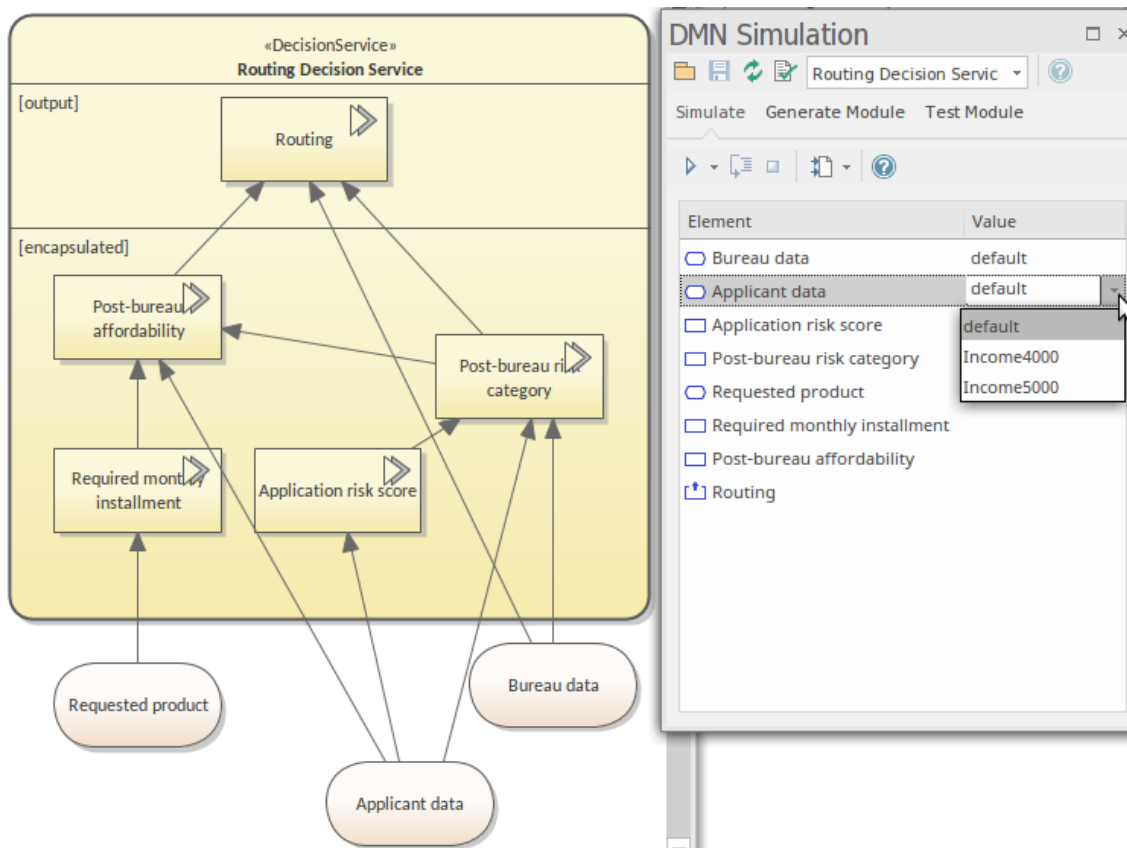 «DecisionService»
Routing Decision Service
[output]
Routing
[encapsulated]
Post-bureau
affordability
Post-bureau risk
category
Required monthly
installment
Application risk score
Requested product
Bureau data
Applicant data
DMN Simulation
Routing Decision Servic
Simulate Generate Module Test Module
Element Value
Bureau data default
Applicant data default
default
Income4000
Income5000
Application risk score
Post-bureau risk category
Requested product
Required monthly installment
Post-bureau affordability
Routing